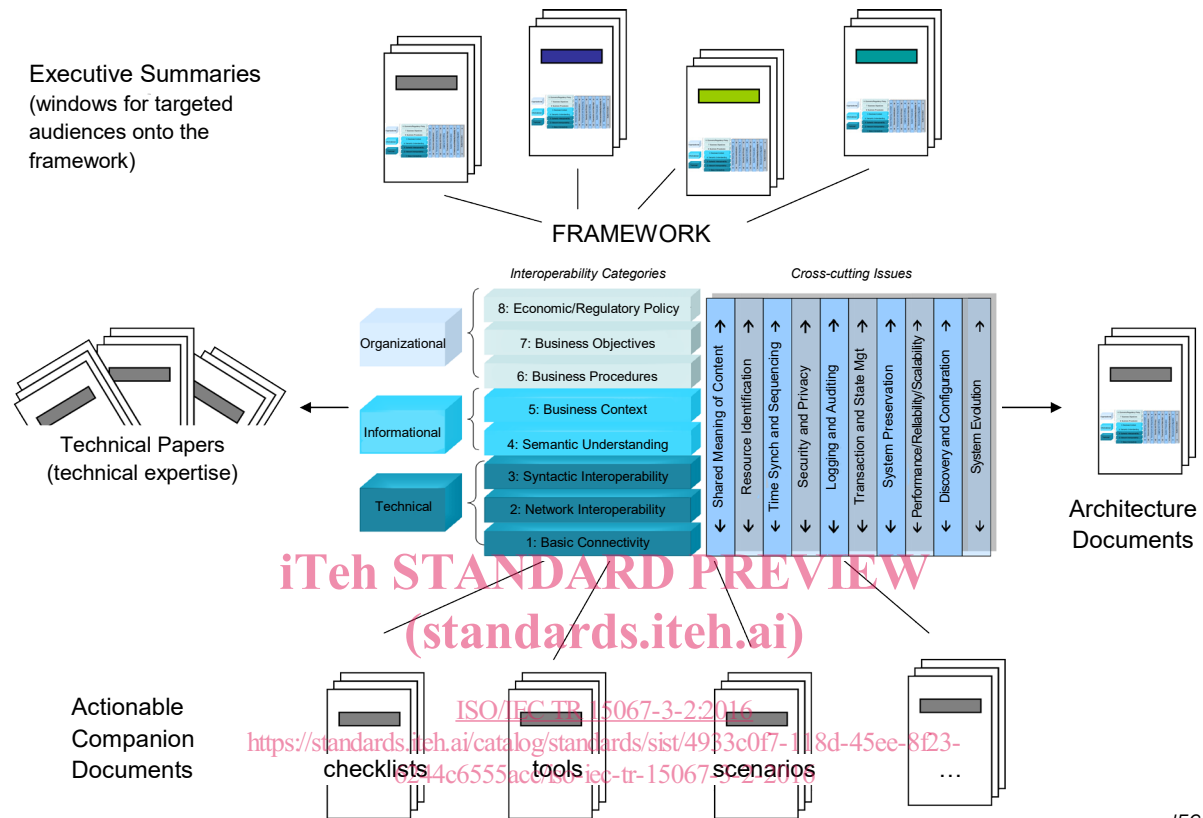 Executive Summaries
(windows for targeted
audiences onto the
framework)
FRAMEWORK
Interoperability Categories
Cross-cutting Issues
Organizational
Informational
Technical
8: Economic/Regulatory Policy
7: Business Objectives
6: Business Procedures
5: Business Context
4: Semantic Understanding
3: Syntactic Interoperability
2: Network Interoperability
1: Basic Connectivity
Shared Meaning of Content
Resource Identification
Time Synch and Sequencing
Security and Privacy
Logging and Auditing
Transaction and State Mgt
System Preservation
Performance/Reliability/Scalability
Discovery and Configuration
System Evolution
Technical Papers
(technical expertise)
Architecture
Documents
iTeh STANDARD PREVIEW
(standards.iteh.ai)
Actionable
Companion
Documents
ISO/IEC TR 15067-3-2:2016
https://standards.iteh.ai/catalog/standards/sist/4933c0f7-118d-45ee-8f23-
6244c6555acc/iso-iec-tr-15067-3-2-2016
checklists
tools
scenarios
…